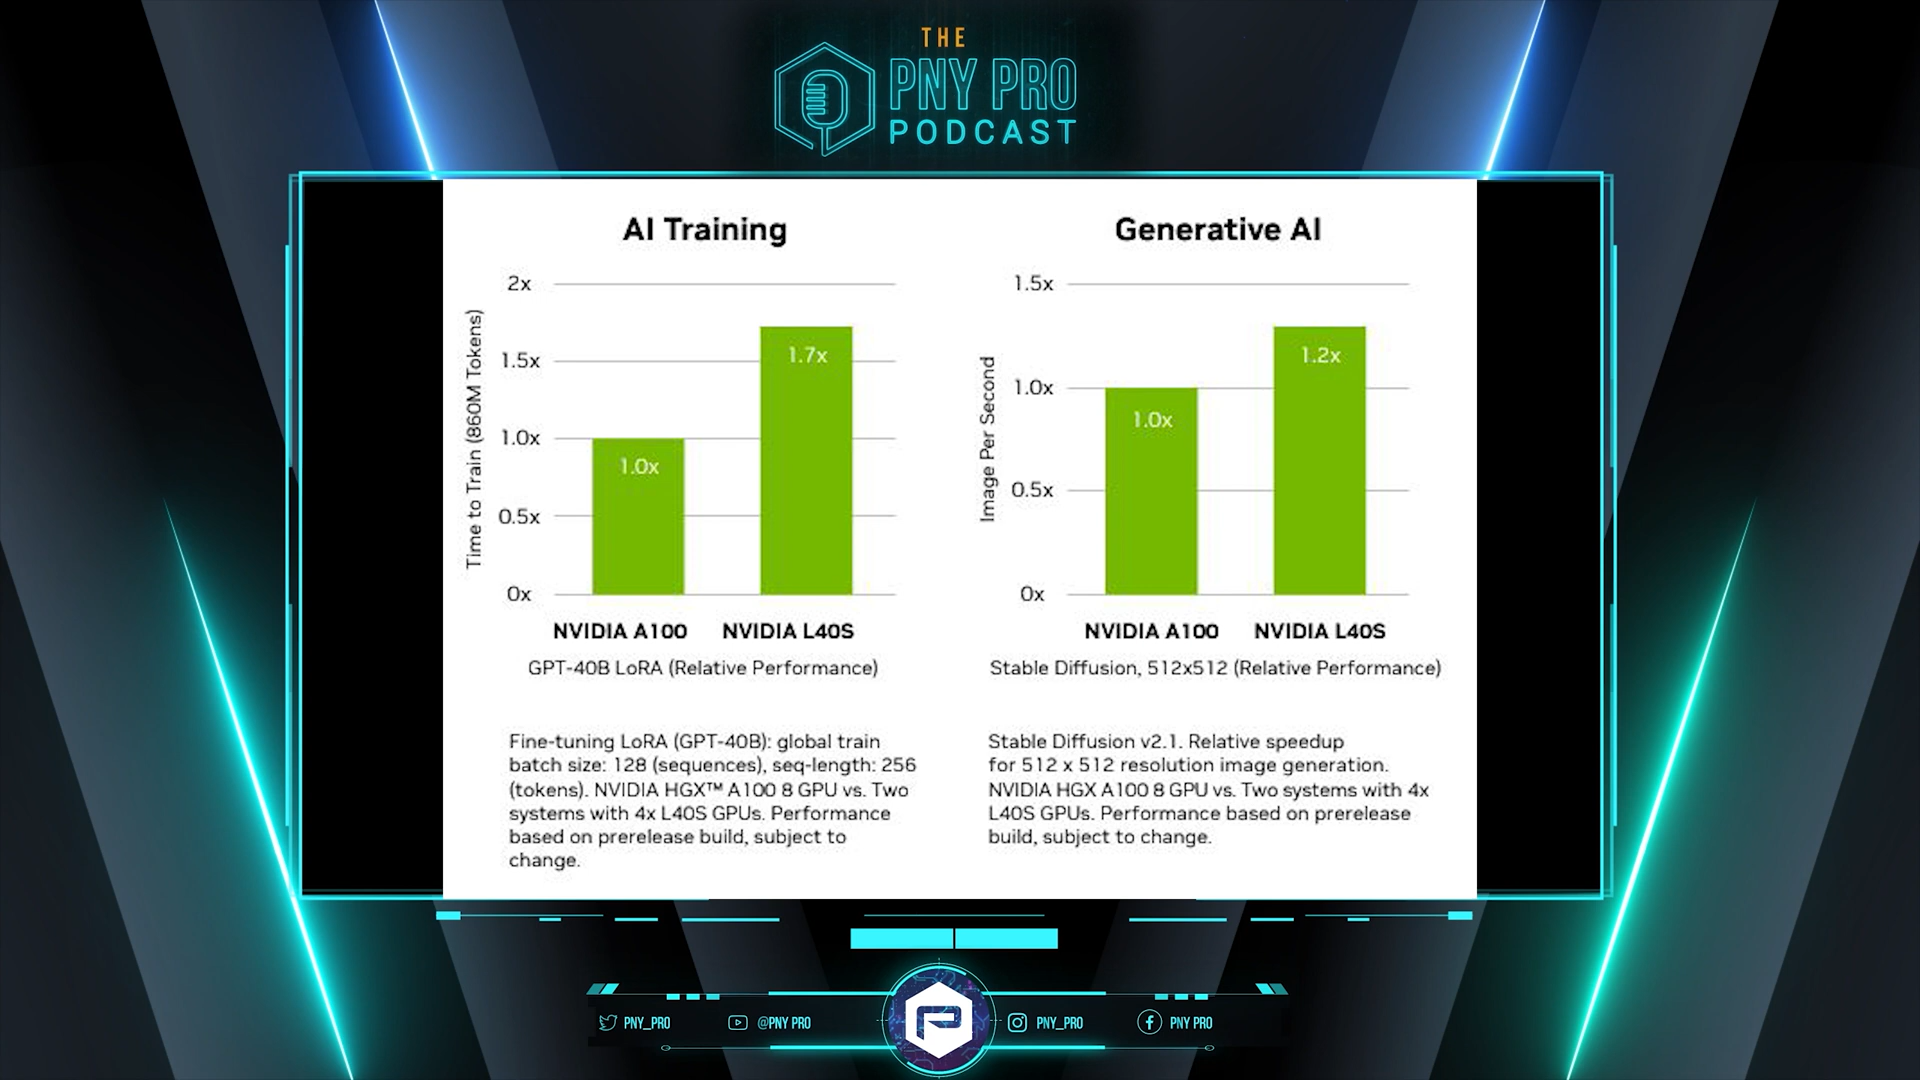 THE
PNY PRO
PODCAST
AI Training
2x
1.5x
1.0x
0.5x
0x
Time to Train (860M Tokens)
1.0x
1.7x
NVIDIA A100
NVIDIA L40S
GPT-40B LoRA (Relative Performance)
Fine-tuning LoRA (GPT-40B): global train
batch size: 128 (sequences), seq-length: 256
(tokens). NVIDIA HGX™ A100 8 GPU vs. Two
systems with 4x L40S GPUs. Performance
based on prerelease build, subject to
change.
Generative AI
1.5x
1.0x
0.5x
0x
Image Per Second
1.0x
1.2x
NVIDIA A100
NVIDIA L40S
Stable Diffusion, 512x512 (Relative Performance)
Stable Diffusion v2.1. Relative speedup
for 512 x 512 resolution image generation.
NVIDIA HGX A100 8 GPU vs. Two systems with 4x
L40S GPUs. Performance based on prerelease
build, subject to change.
PNY_PRO
@PNY PRO
PNY_PRO
PNY PRO